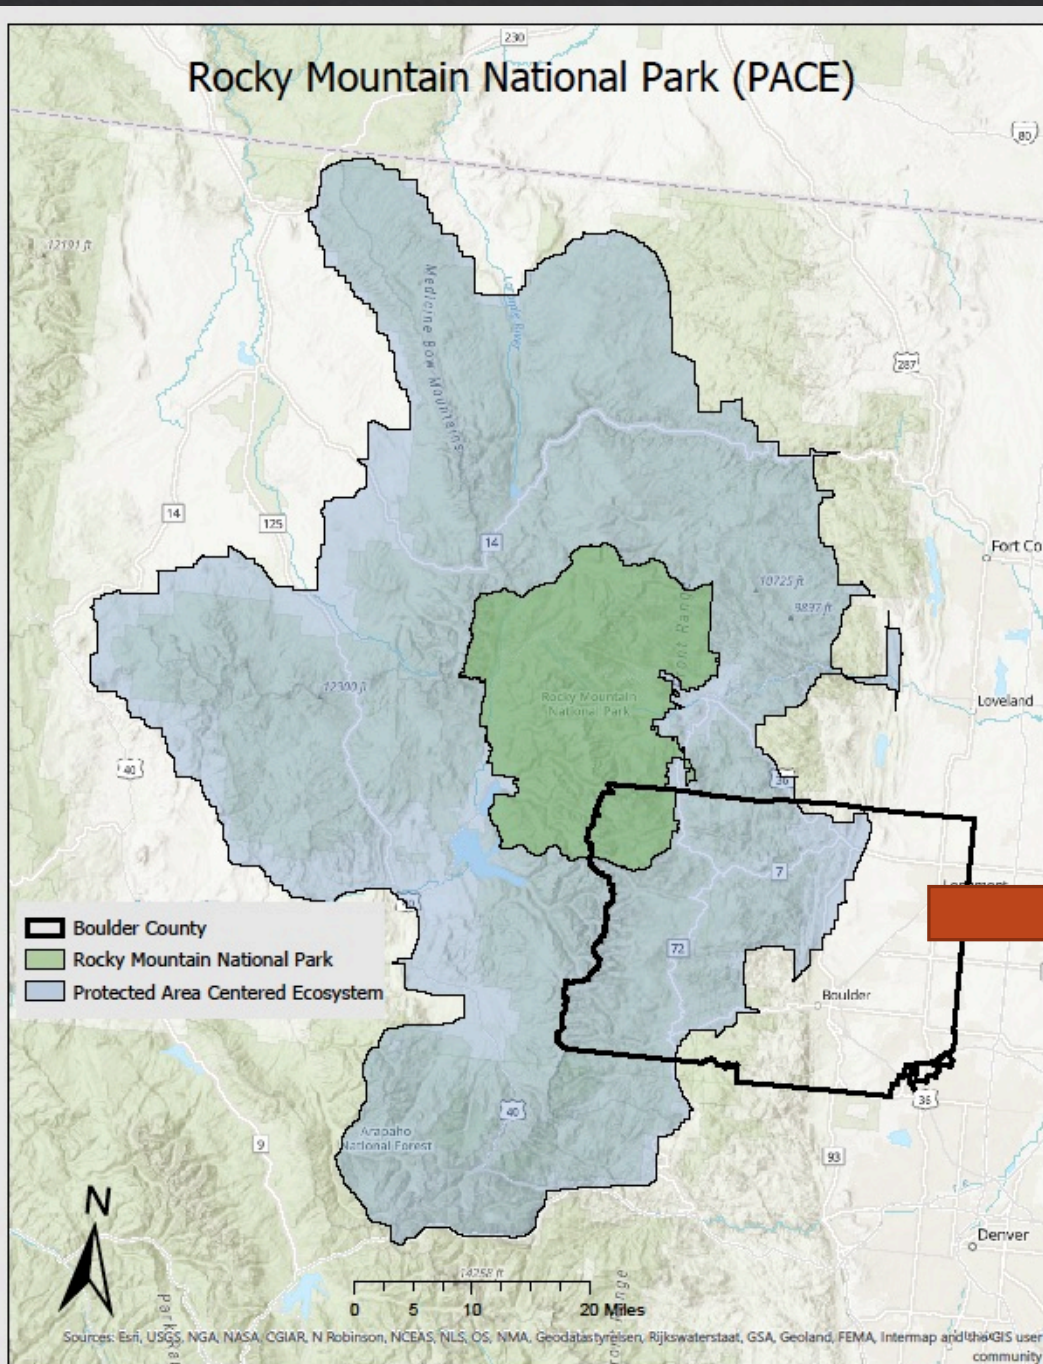 230
Rocky Mountain National Park (PACE)
80
12191 ft
Medicine Bow Mountains
Laramie River
287
14
125
14
Fort Co
10725 ft
9897 ft
12300 ft
Rocky Mountain
National Park
Loveland
40
36
7
Boulder County
72
Rocky Mountain National Park
Protected Area Centered Ecosystem
Boulder
36
40
Arapaho
National Forest
9
93
N
Denver
14258 ft
0 5 10 20 Miles
Sources: Esri, USGS, NGA, NASA, CGIAR, N Robinson, NCEAS, NLS, OS, NMA, Geodatastyrelsen, Rijkswaterstaat, GSA, Geoland, FEMA, Intermap and the GIS user
community